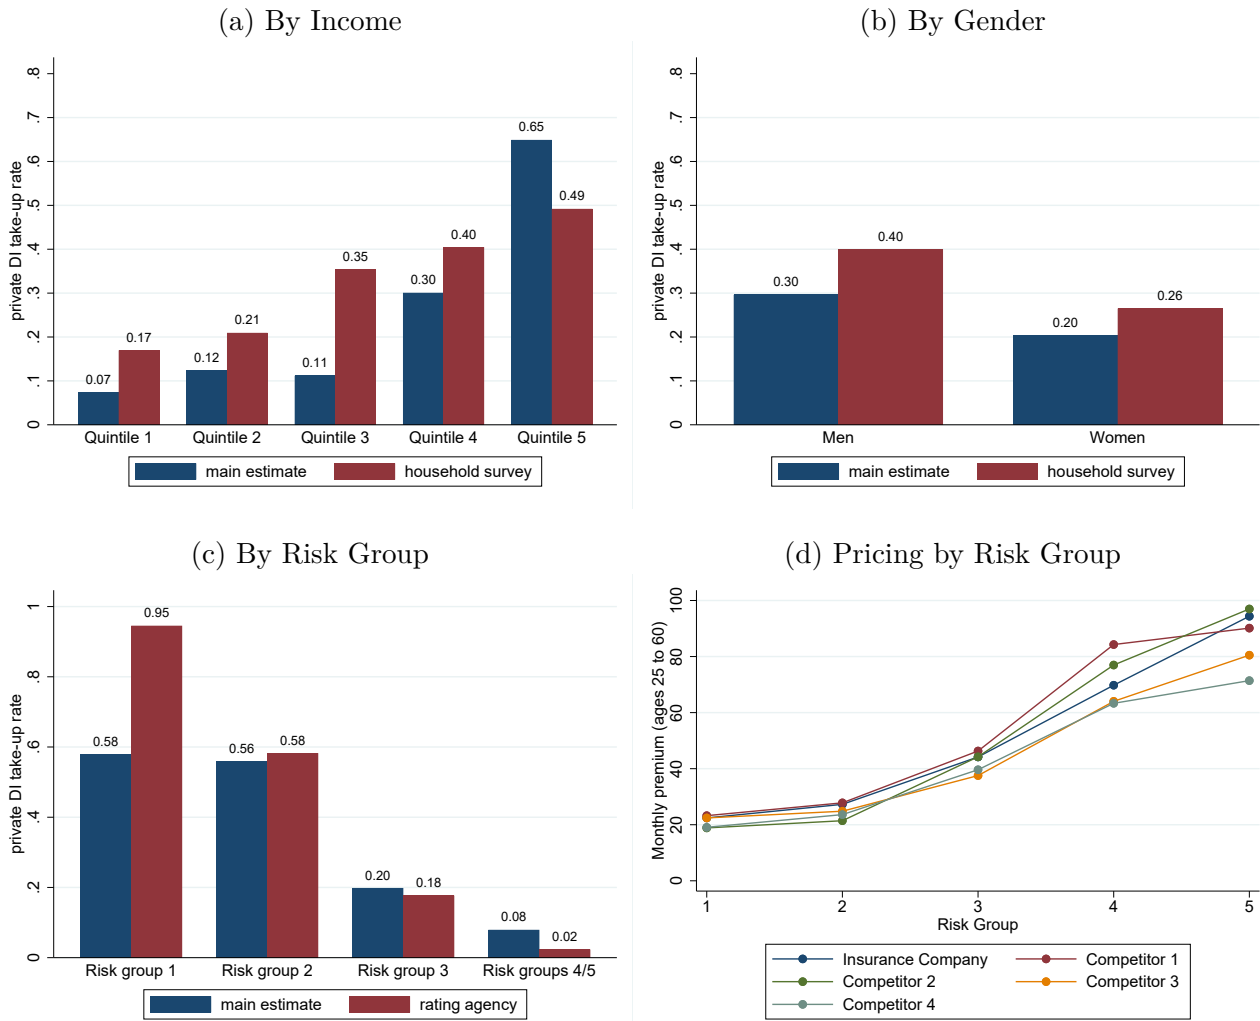 (a) By Income
private DI take-up rate
.8
.7
.6
.5
.4
.3
.2
.1
0
0.07
0.17
0.12
0.21
0.11
0.35
0.30
0.40
0.65
0.49
Quintile 1 Quintile 2 Quintile 3 Quintile 4 Quintile 5
main estimate household survey
(b) By Gender
private DI take-up rate
.8
.7
.6
.5
.4
.3
.2
.1
0
0.30
0.40
0.20
0.26
Men Women
main estimate household survey
(c) By Risk Group
private DI take-up rate
1
.8
.6
.4
.2
0
0.58
0.95
0.56
0.58
0.20
0.18
0.08
0.02
Risk group 1 Risk group 2 Risk group 3 Risk groups 4/5
main estimate rating agency
(d) Pricing by Risk Group
Monthly premium (ages 25 to 60)
100
80
60
40
20
0
1 2 3 4 5
Risk Group
Insurance Company Competitor 1
Competitor 2 Competitor 3
Competitor 4